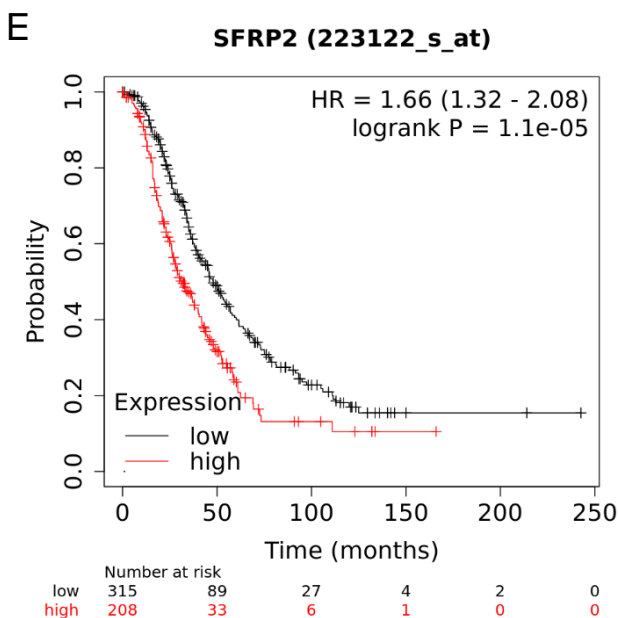 E
SFRP2 (223122_s_at)
HR = 1.66 (1.32 - 2.08)
logrank P = 1.1e-05
Probability
1.0
0.8
0.6
0.4
0.2
0.0
Expression
low
high
0 50 100 150 200 250
Time (months)
Number at risk
low 315 89 27 4 2 0
high 208 33 6 1 0 0